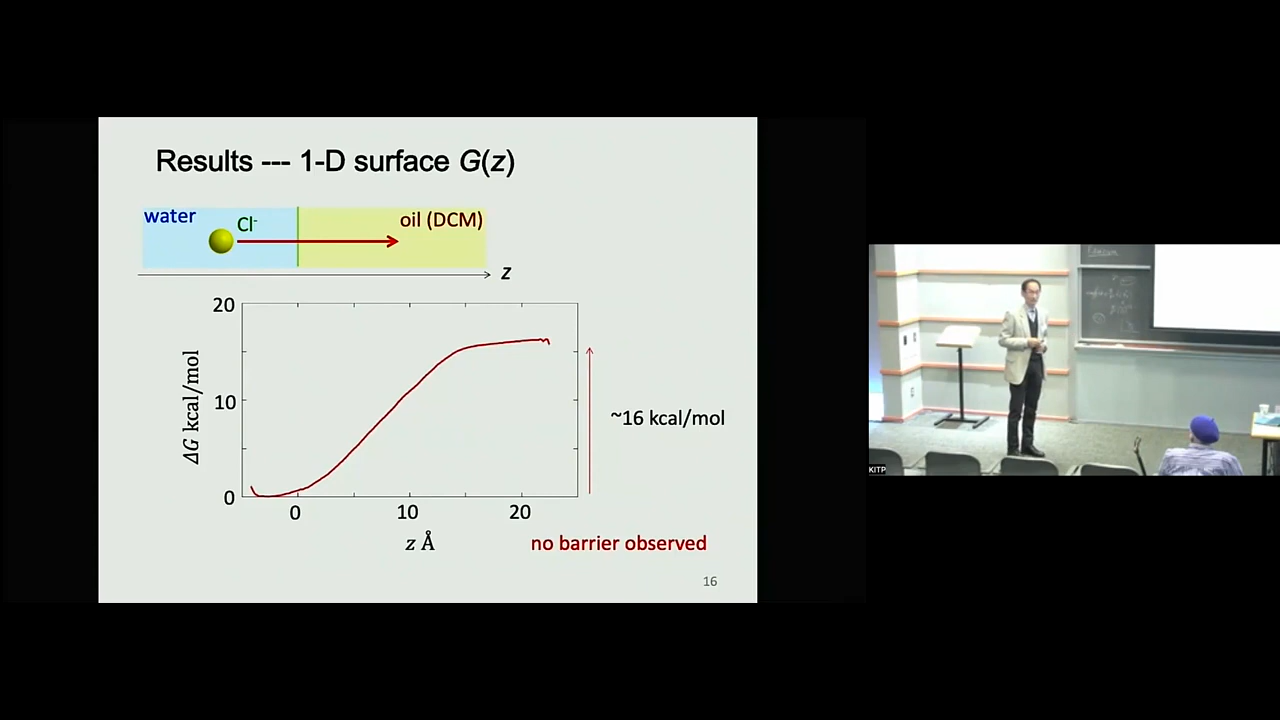 Results --- 1-D surface G(z)
water
Cl-
oil (DCM)
z
20
10
0
ΔG kcal/mol
0
10
20
z Å
~16 kcal/mol
no barrier observed
16
KITP